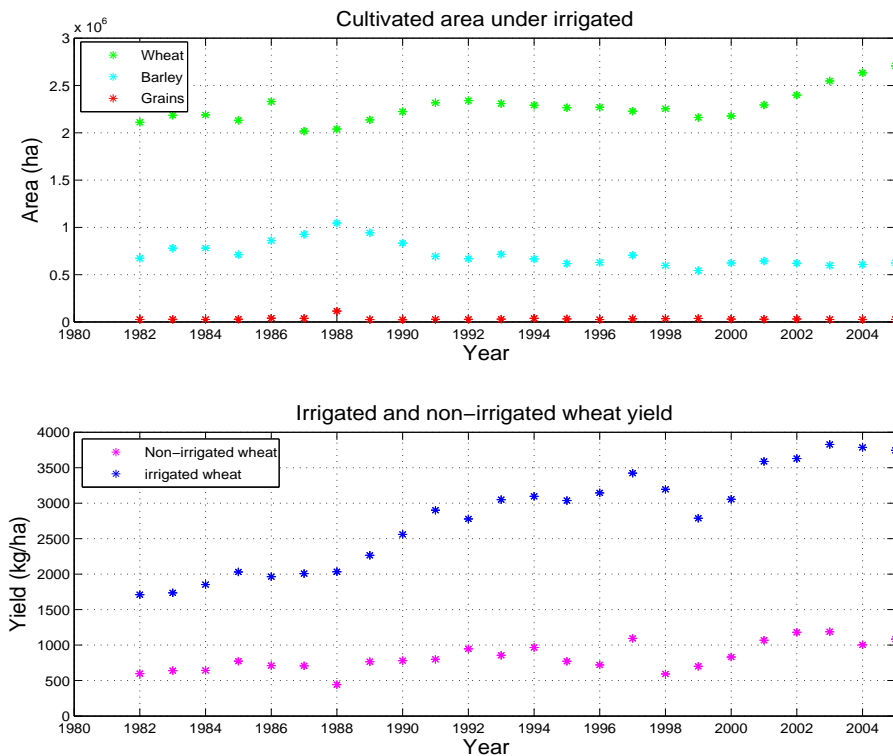 Cultivated area under irrigated
x 10^6
3
2.5
2
1.5
1
0.5
0
Area (ha)
Wheat
Barley
Grains
1980 1982 1984 1986 1988 1990 1992 1994 1996 1998 2000 2002 2004
Year
Irrigated and non−irrigated wheat yield
4000
3500
3000
2500
2000
1500
1000
500
0
Yield (kg/ha)
Non−irrigated wheat
irrigated wheat
1980 1982 1984 1986 1988 1990 1992 1994 1996 1998 2000 2002 2004
Year